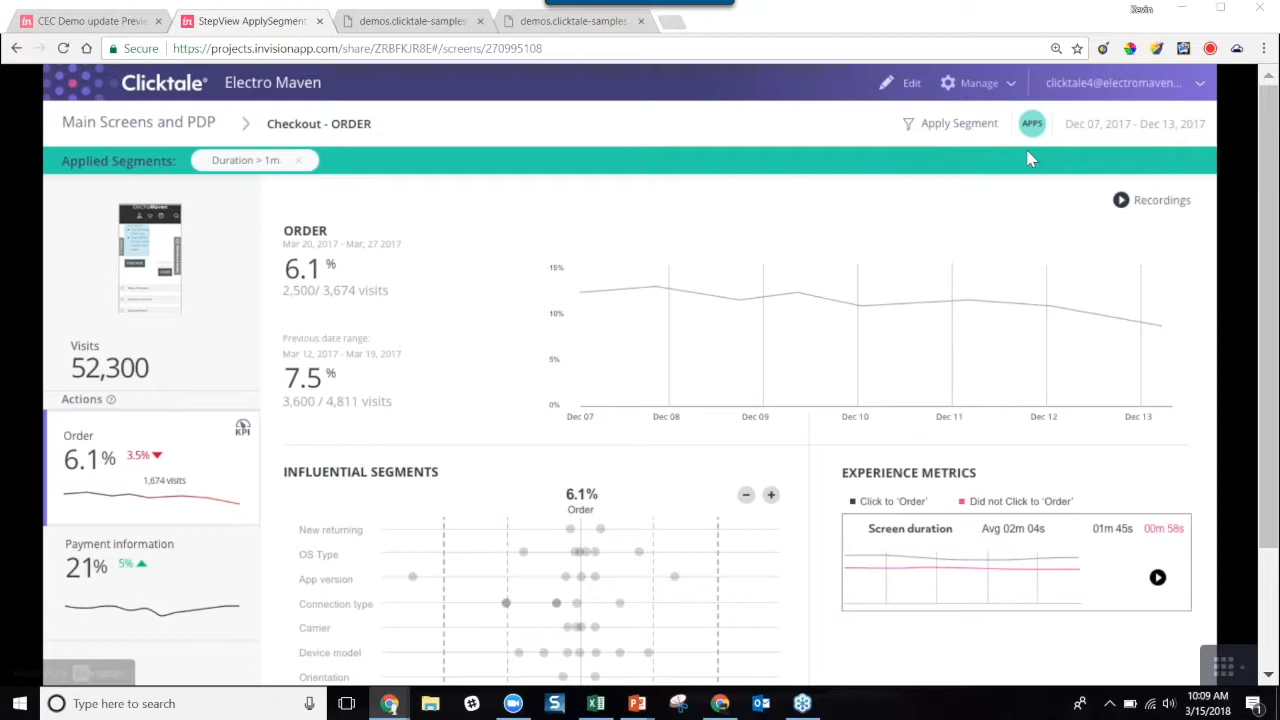 Kevin
CEC Demo update Previe
StepView ApplySegment
demos.clicktale-samples
demos.clicktale-samples
Secure
https://projects.invisionapp.com/share/ZRBFKJR8E#/screens/270995108
Clicktale®
Electro Maven
Edit
Manage
clicktale4@electromaven...
Main Screens and PDP
Checkout - ORDER
Apply Segment
APPS
Dec 07, 2017 - Dec 13, 2017
Applied Segments:
Duration > 1m
Recordings
Visits
52,300
Actions
Order
KPI
6.1%
3.5%
1,674 visits
Payment information
21%
5%
ORDER
Mar 20, 2017 - Mar, 27 2017
6.1 %
2,500/ 3,674 visits
Previous date range:
Mar 12, 2017 - Mar 19, 2017
7.5 %
3,600 / 4,811 visits
15%
10%
5%
0%
Dec 07
Dec 08
Dec 09
Dec 10
Dec 11
Dec 12
Dec 13
INFLUENTIAL SEGMENTS
6.1%
Order
New returning
OS Type
App version
Connection type
Carrier
Device model
Orientation
EXPERIENCE METRICS
Click to 'Order'
Did not Click to 'Order'
Screen duration
Avg 02m 04s
01m 45s
00m 58s
Type here to search
10:09 AM
3/15/2018